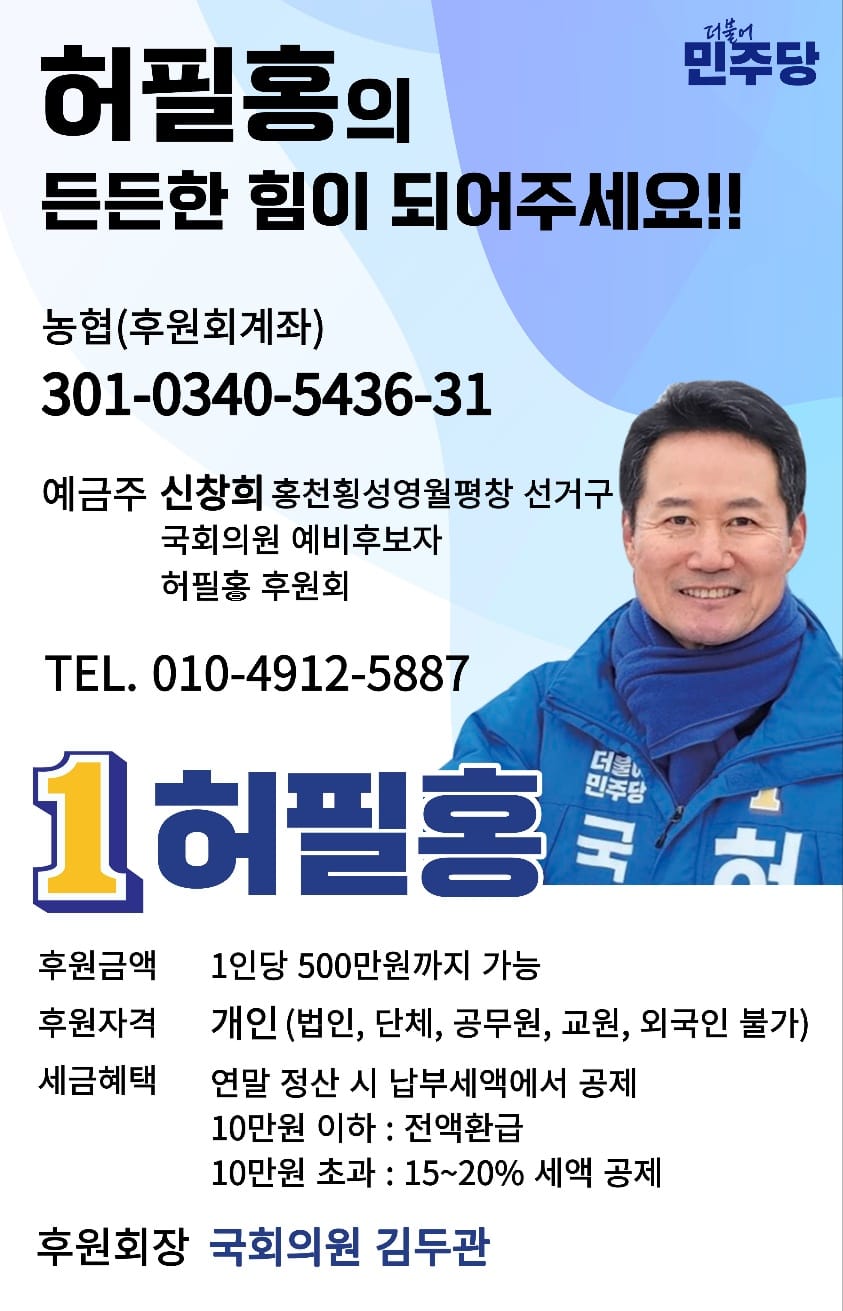 더불어
민주당
허필홍의
든든한 힘이 되어주세요!!
농협(후원회계좌)
301-0340-5436-31
예금주 신창희 홍천횡성영월평창 선거구
국회의원 예비후보자
허필홍 후원회
TEL. 010-4912-5887
더불어
민주당
1
국
허
1 허필홍
후원금액 1인당 500만원까지 가능
후원자격 개인 (법인, 단체, 공무원, 교원, 외국인 불가)
세금혜택 연말 정산 시 납부세액에서 공제
10만원 이하 : 전액환급
10만원 초과 : 15~20% 세액 공제
후원회장 국회의원 김두관